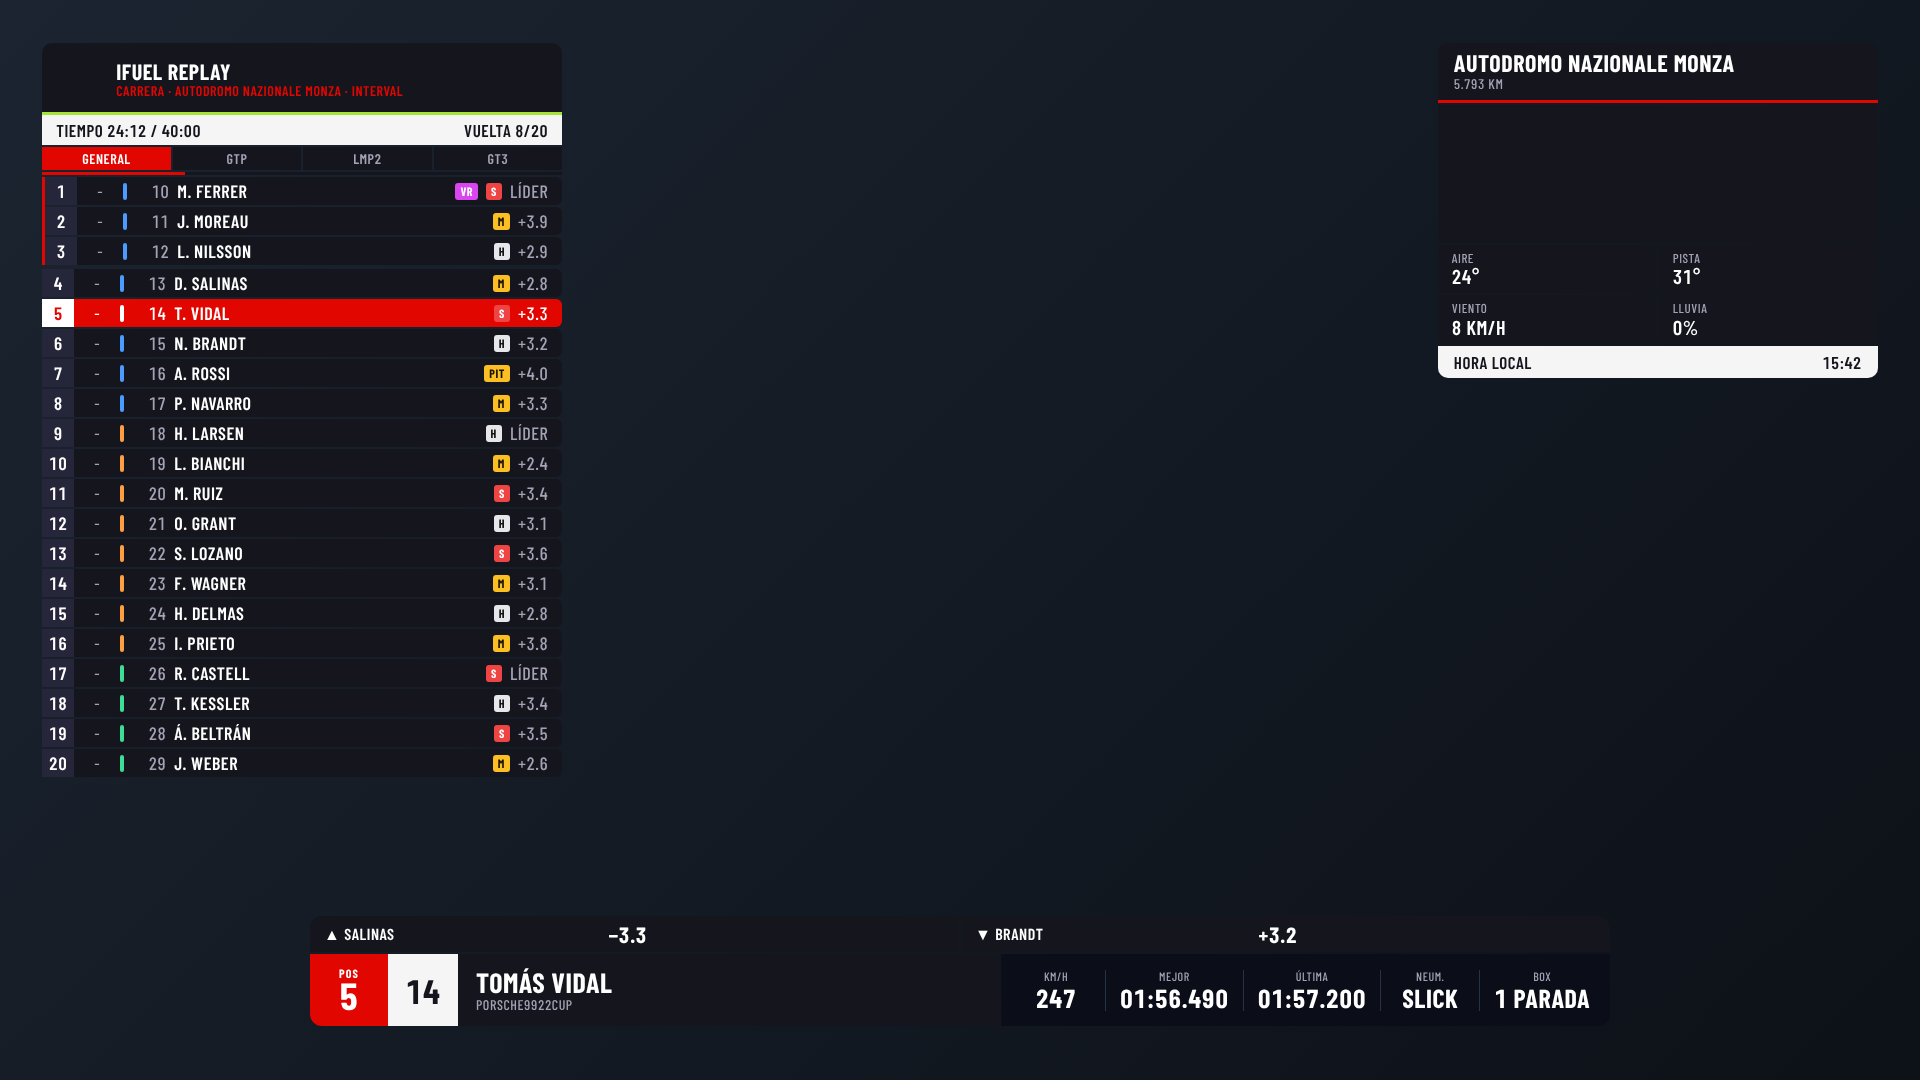 IFUEL REPLAY
CARRERA · AUTODROMO NAZIONALE MONZA · INTERVAL
TIEMPO 24:12 / 40:00 VUELTA 8/20
GENERAL GTP LMP2 GT3
1 - 10 M. FERRER VR S LÍDER
2 - 11 J. MOREAU M +3.9
3 - 12 L. NILSSON H +2.9
4 - 13 D. SALINAS M +2.8
5 - 14 T. VIDAL S +3.3
6 - 15 N. BRANDT H +3.2
7 - 16 A. ROSSI PIT +4.0
8 - 17 P. NAVARRO M +3.3
9 - 18 H. LARSEN H LÍDER
10 - 19 L. BIANCHI M +2.4
11 - 20 M. RUIZ S +3.4
12 - 21 O. GRANT H +3.1
13 - 22 S. LOZANO S +3.6
14 - 23 F. WAGNER M +3.1
15 - 24 H. DELMAS H +2.8
16 - 25 I. PRIETO M +3.8
17 - 26 R. CASTELL S LÍDER
18 - 27 T. KESSLER H +3.4
19 - 28 Á. BELTRÁN S +3.5
20 - 29 J. WEBER M +2.6
AUTODROMO NAZIONALE MONZA
5.793 KM
AIRE PISTA
24° 31°
VIENTO LLUVIA
8 KM/H 0%
HORA LOCAL 15:42
▲ SALINAS −3.3 ▼ BRANDT +3.2
POS
5
14
TOMÁS VIDAL
PORSCHE9922CUP
KM/H MEJOR ÚLTIMA NEUM. BOX
247 01:56.490 01:57.200 SLICK 1 PARADA